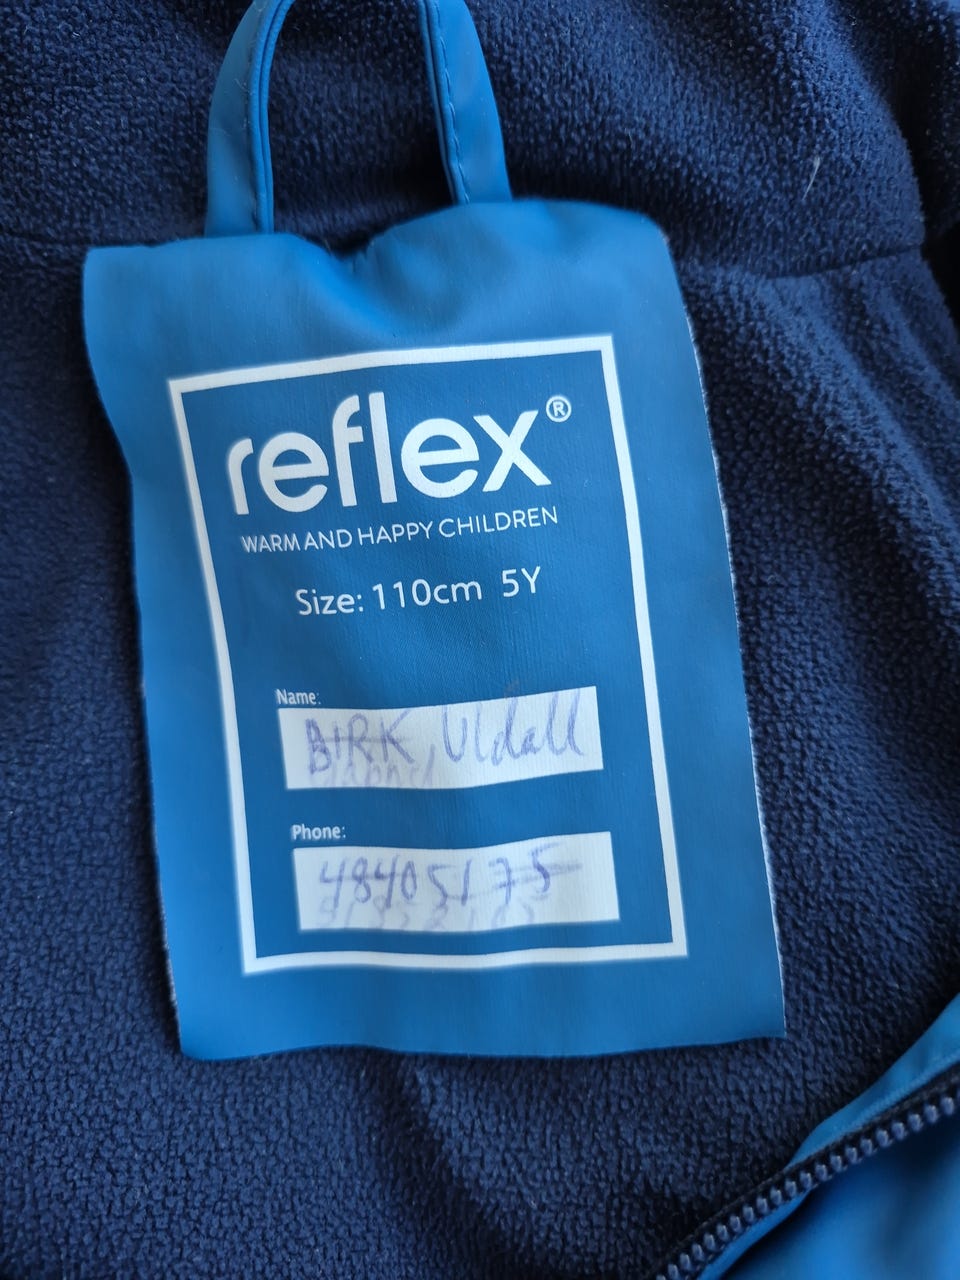 reflex®
WARM AND HAPPY CHILDREN
Size: 110cm 5Y
Name:
BIRK, Uldall
Phone:
48405175